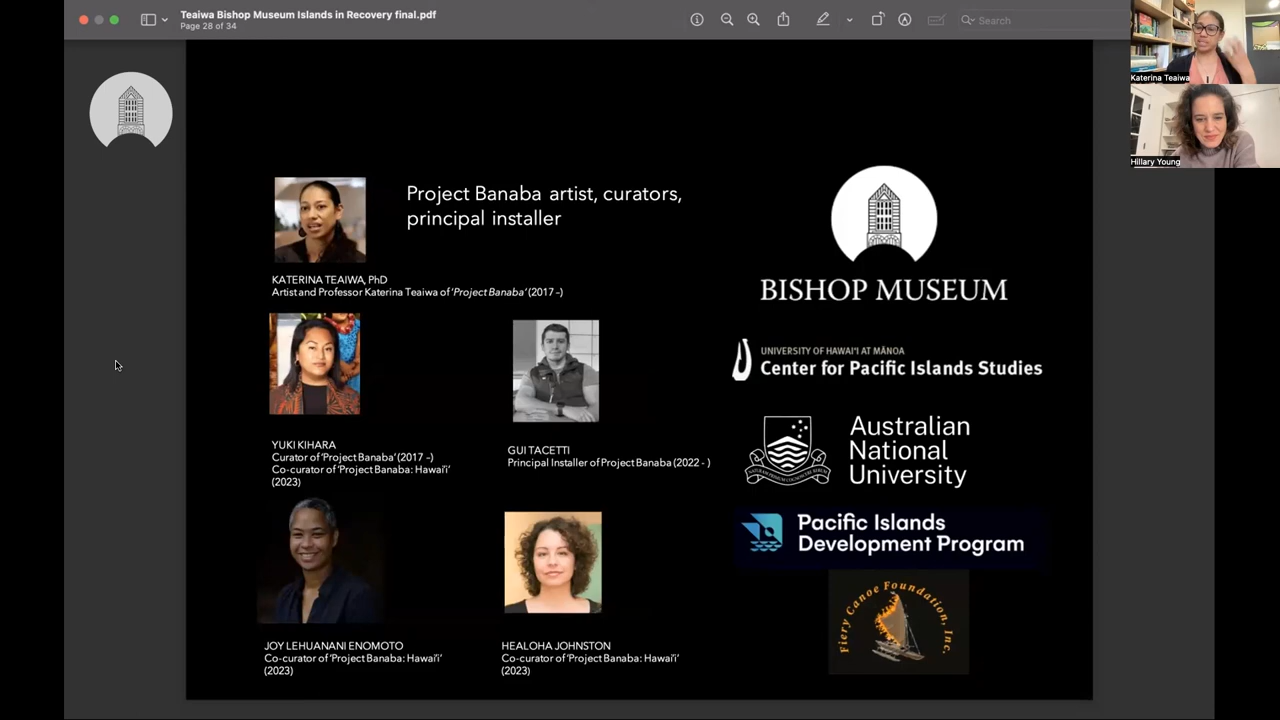 Teaiwa Bishop Museum Islands in Recovery final.pdf
Page 28 of 34
Search
Katerina Teaiwa
Hillary Young
Project Banaba artist, curators,
principal installer
KATERINA TEAIWA, PhD
Artist and Professor Katerina Teaiwa of 'Project Banaba' (2017 –)
YUKI KIHARA
Curator of 'Project Banaba' (2017 –)
Co-curator of 'Project Banaba: Hawai'i'
(2023)
GUI TACETTI
Principal Installer of Project Banaba (2022 - )
JOY LEHUANANI ENOMOTO
Co-curator of 'Project Banaba: Hawai'i'
(2023)
HEALOHA JOHNSTON
Co-curator of 'Project Banaba: Hawai'i'
(2023)
BISHOP MUSEUM
UNIVERSITY OF HAWAI'I AT MĀNOA
Center for Pacific Islands Studies
Australian
National
University
Pacific Islands
Development Program
Fiery Canoe Foundation, Inc.